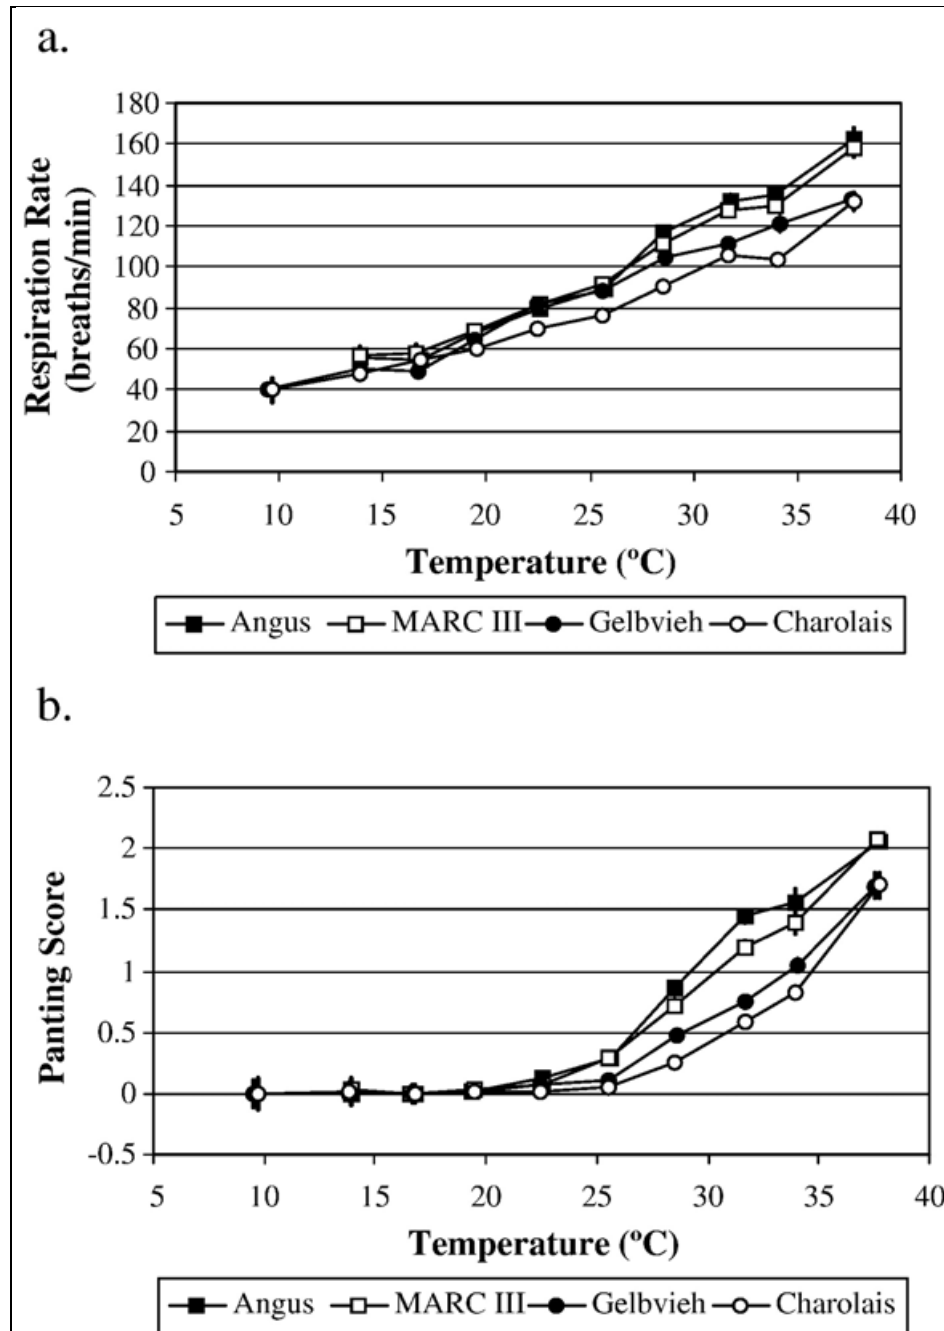 a.
180
160
140
120
100
80
60
40
20
0
Respiration Rate
(breaths/min)
5 10 15 20 25 30 35 40
Temperature (ºC)
Angus MARC III Gelbvieh Charolais
b.
2.5
2
1.5
1
0.5
0
-0.5
Panting Score
5 10 15 20 25 30 35 40
Temperature (ºC)
Angus MARC III Gelbvieh Charolais